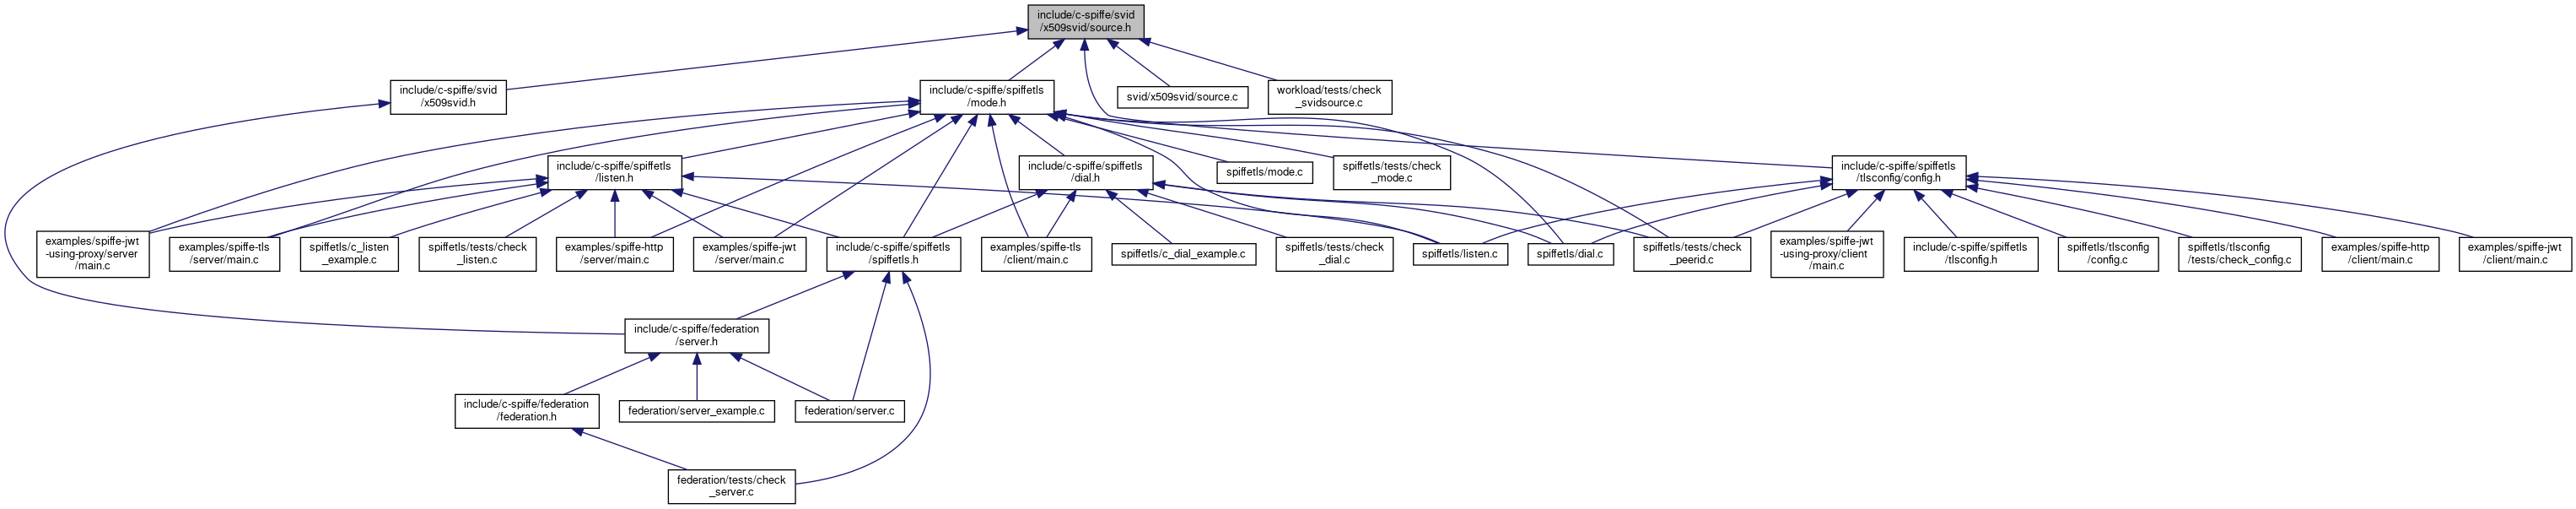 include/c-spiffe/svid
/x509svid/source.h
include/c-spiffe/svid
/x509svid.h
include/c-spiffe/spiffetls
/mode.h
svid/x509svid/source.c
workload/tests/check
_svidsource.c
include/c-spiffe/spiffetls
/listen.h
include/c-spiffe/spiffetls
/dial.h
spiffetls/mode.c
spiffetls/tests/check
_mode.c
include/c-spiffe/spiffetls
/tlsconfig/config.h
examples/spiffe-jwt
-using-proxy/server
/main.c
examples/spiffe-tls
/server/main.c
spiffetls/c_listen
_example.c
spiffetls/tests/check
_listen.c
examples/spiffe-http
/server/main.c
examples/spiffe-jwt
/server/main.c
include/c-spiffe/spiffetls
/spiffetls.h
examples/spiffe-tls
/client/main.c
spiffetls/c_dial_example.c
spiffetls/tests/check
_dial.c
spiffetls/listen.c
spiffetls/dial.c
spiffetls/tests/check
_peerid.c
examples/spiffe-jwt
-using-proxy/client
/main.c
include/c-spiffe/spiffetls
/tlsconfig.h
spiffetls/tlsconfig
/config.c
spiffetls/tlsconfig
/tests/check_config.c
examples/spiffe-http
/client/main.c
examples/spiffe-jwt
/client/main.c
include/c-spiffe/federation
/server.h
include/c-spiffe/federation
/federation.h
federation/server_example.c
federation/server.c
federation/tests/check
_server.c